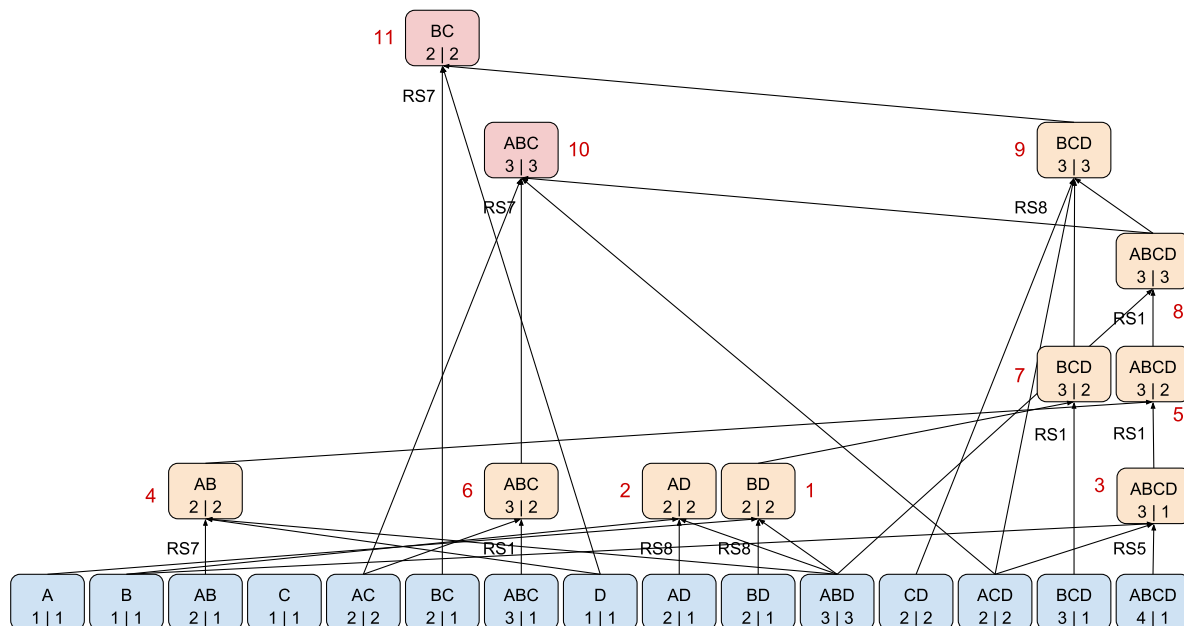 11
BC
2 | 2
RS7
ABC
3 | 3
10
9
BCD
3 | 3
RS7
RS8
ABCD
3 | 3
8
RS1
7
BCD
3 | 2
ABCD
3 | 2
5
RS1
RS1
4
AB
2 | 2
6
ABC
3 | 2
2
AD
2 | 2
BD
2 | 2
1
3
ABCD
3 | 1
RS7
RS1
RS8
RS8
RS5
A
1 | 1
B
1 | 1
AB
2 | 1
C
1 | 1
AC
2 | 2
BC
2 | 1
ABC
3 | 1
D
1 | 1
AD
2 | 1
BD
2 | 1
ABD
3 | 3
CD
2 | 2
ACD
2 | 2
BCD
3 | 1
ABCD
4 | 1